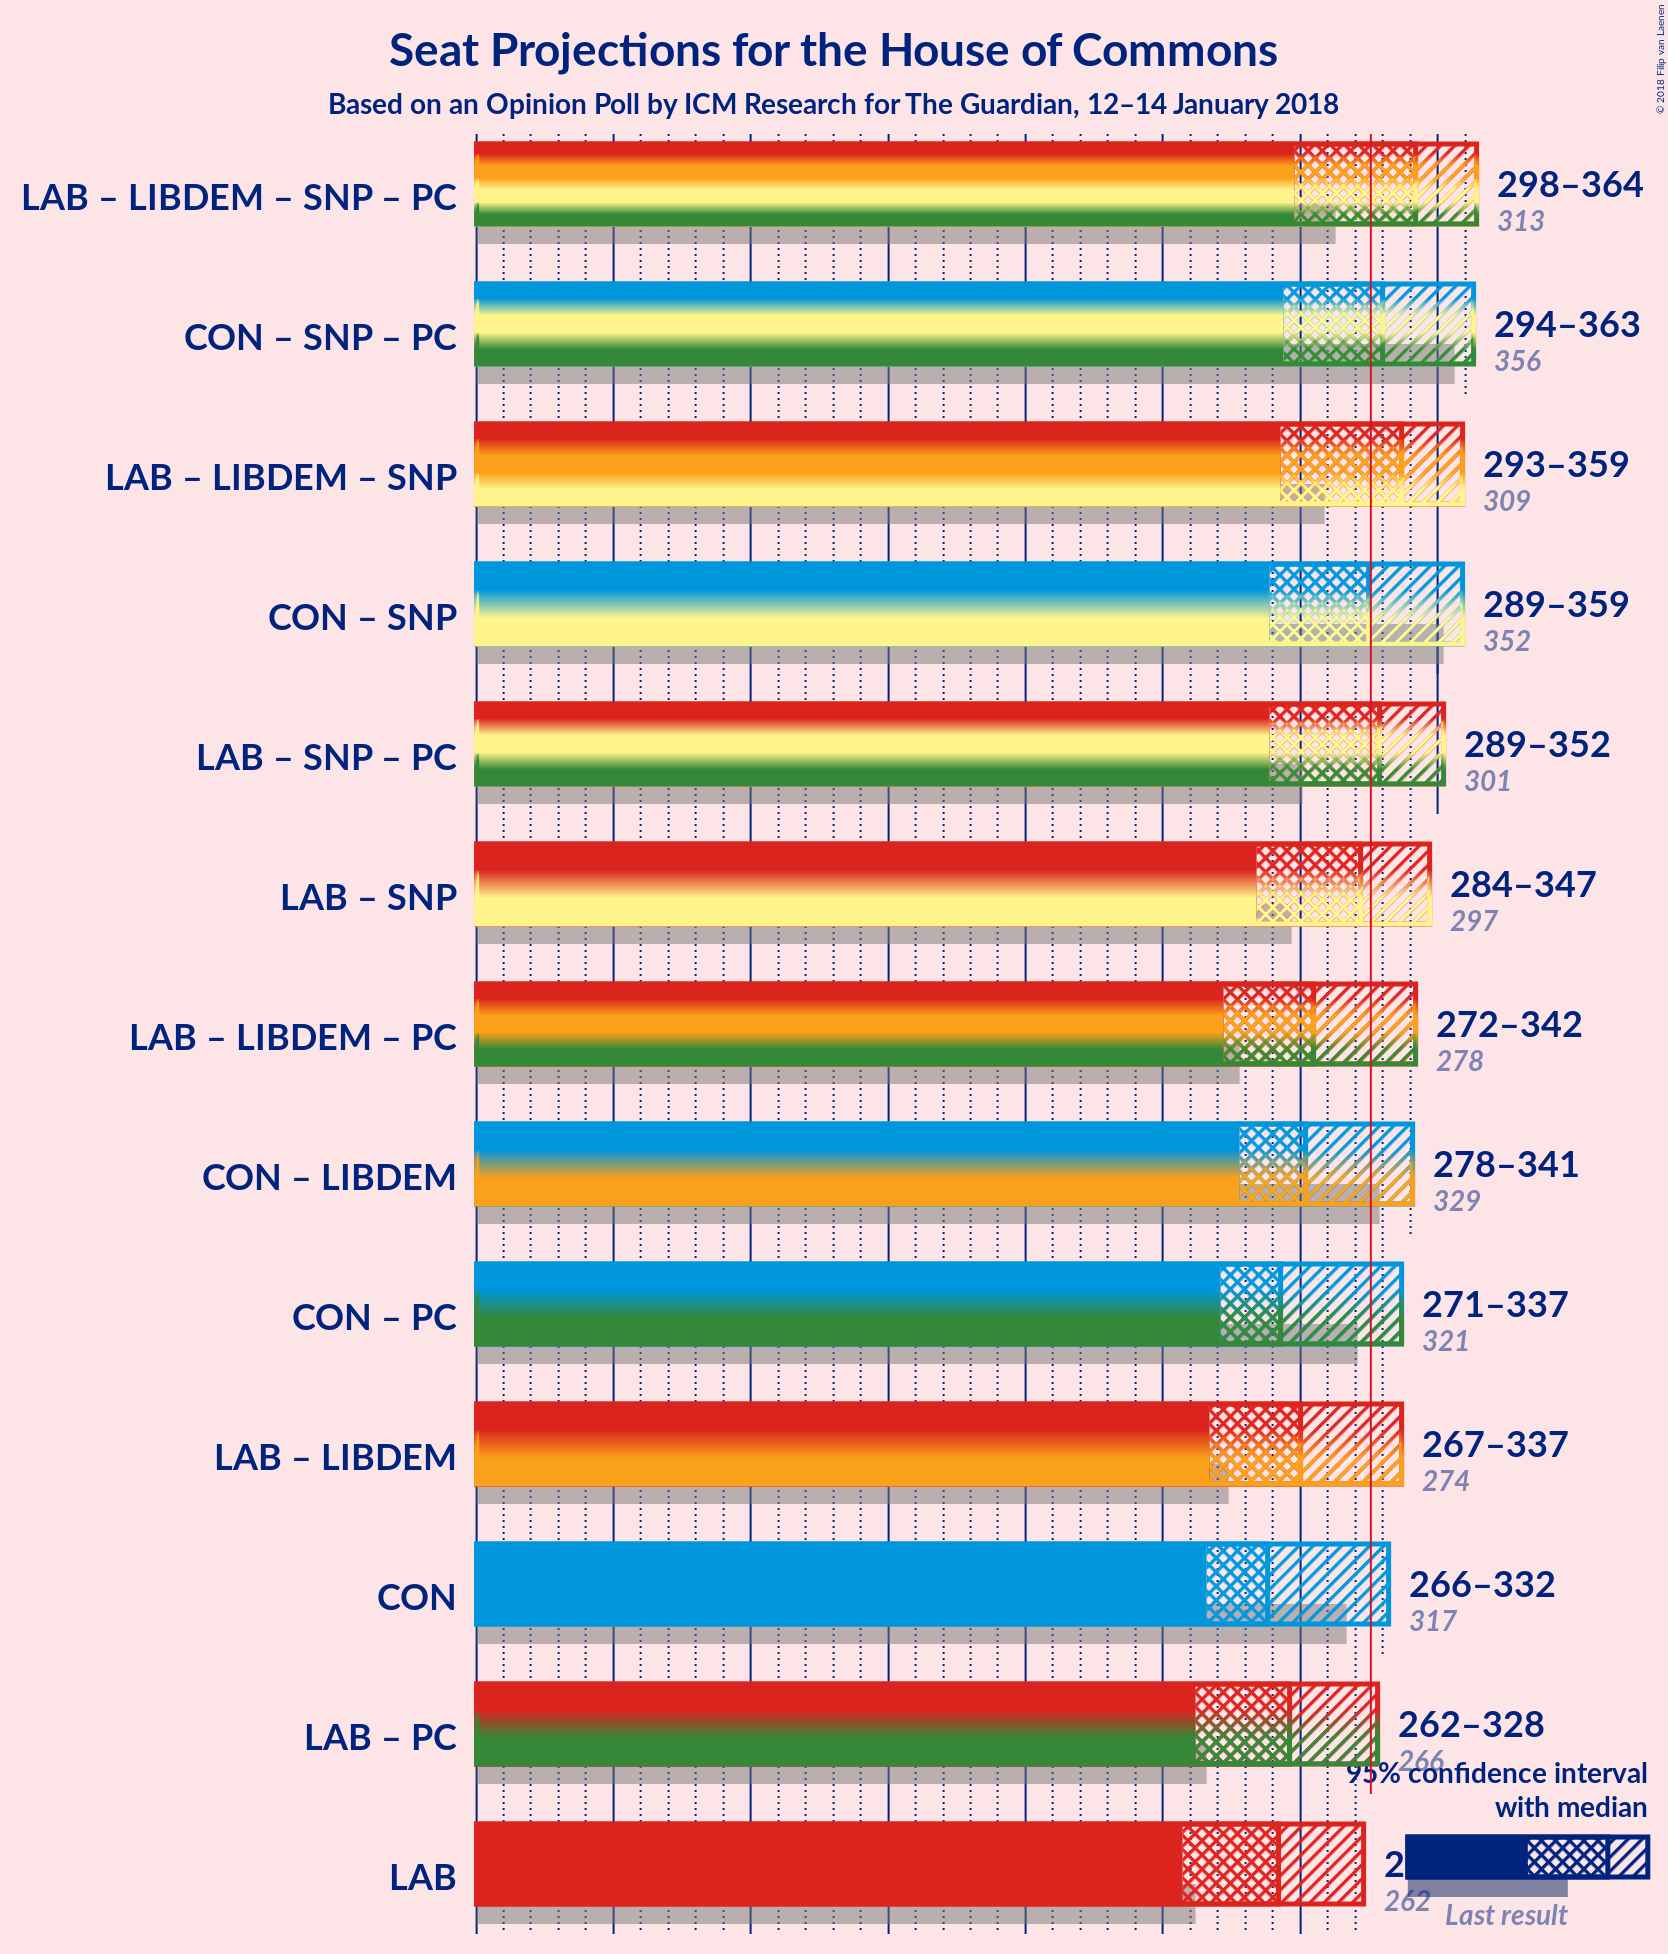 Seat Projections for the House of Commons
Based on an Opinion Poll by ICM Research for The Guardian, 12–14 January 2018
© 2018 Filip van Laenen
LAB – LIBDEM – SNP – PC
298–364
313
CON – SNP – PC
294–363
356
LAB – LIBDEM – SNP
293–359
309
CON – SNP
289–359
352
LAB – SNP – PC
289–352
301
LAB – SNP
284–347
297
LAB – LIBDEM – PC
272–342
278
CON – LIBDEM
278–341
329
CON – PC
271–337
321
LAB – LIBDEM
267–337
274
CON
266–332
317
LAB – PC
262–328
266
95% confidence interval
with median
LAB
2
262
Last result